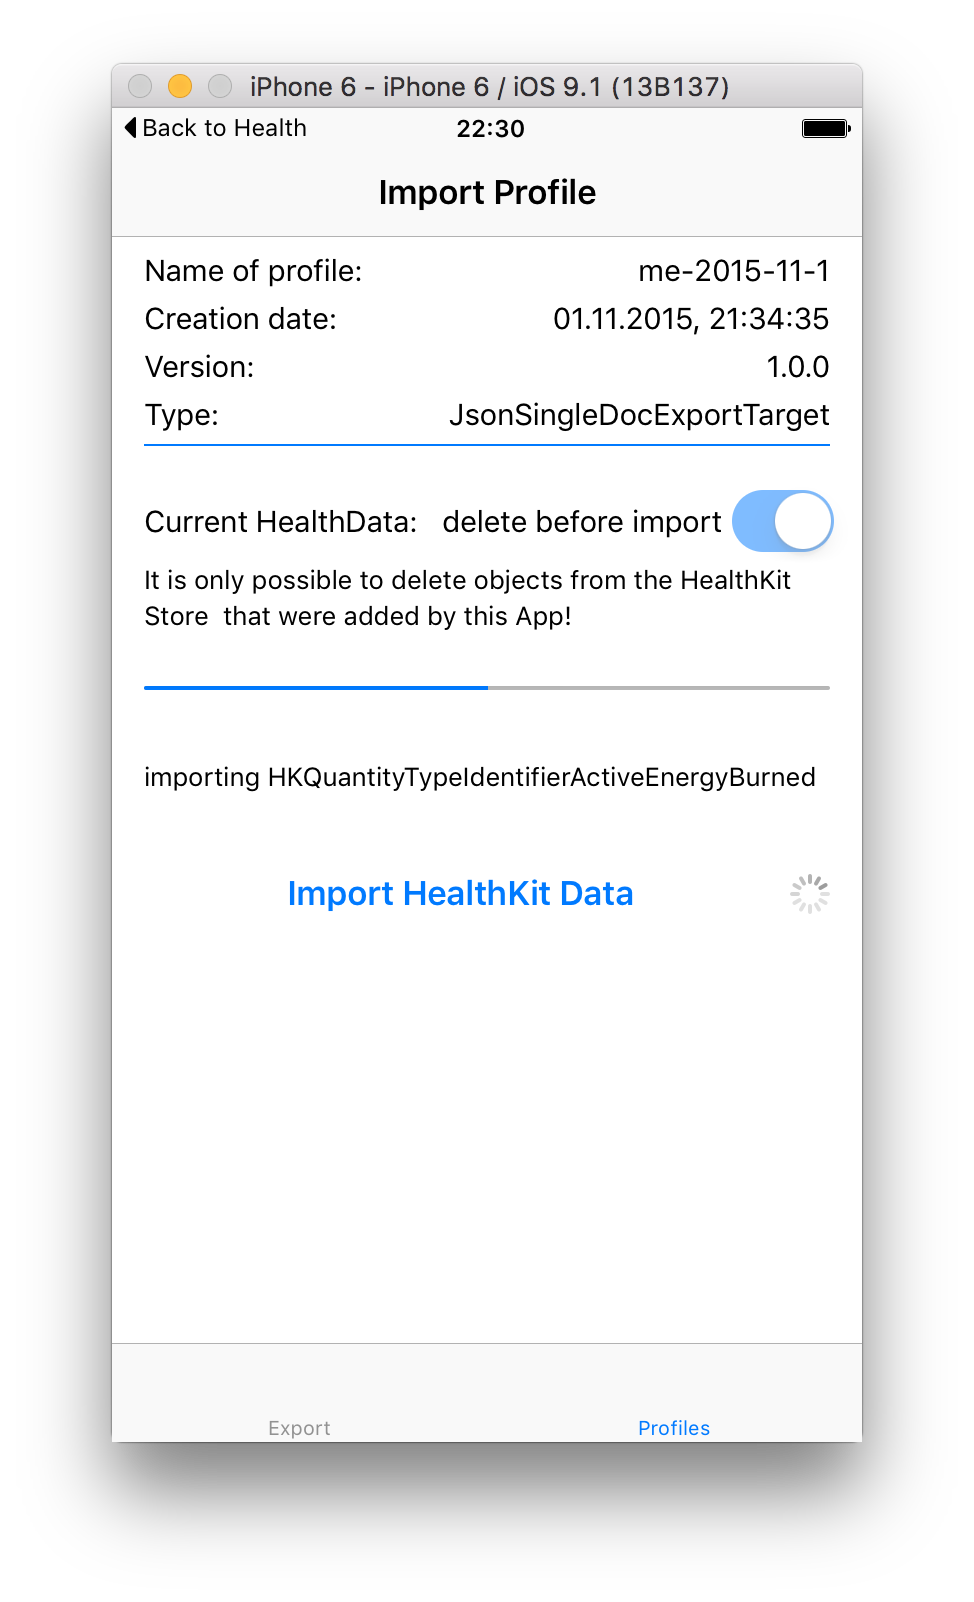 iPhone 6 - iPhone 6 / iOS 9.1 (13B137)
Back to Health 22:30
Import Profile
Name of profile: me-2015-11-1
Creation date: 01.11.2015, 21:34:35
Version: 1.0.0
Type: JsonSingleDocExportTarget
Current HealthData: delete before import
It is only possible to delete objects from the HealthKit
Store  that were added by this App!
importing HKQuantityTypeIdentifierActiveEnergyBurned
Import HealthKit Data
Export Profiles